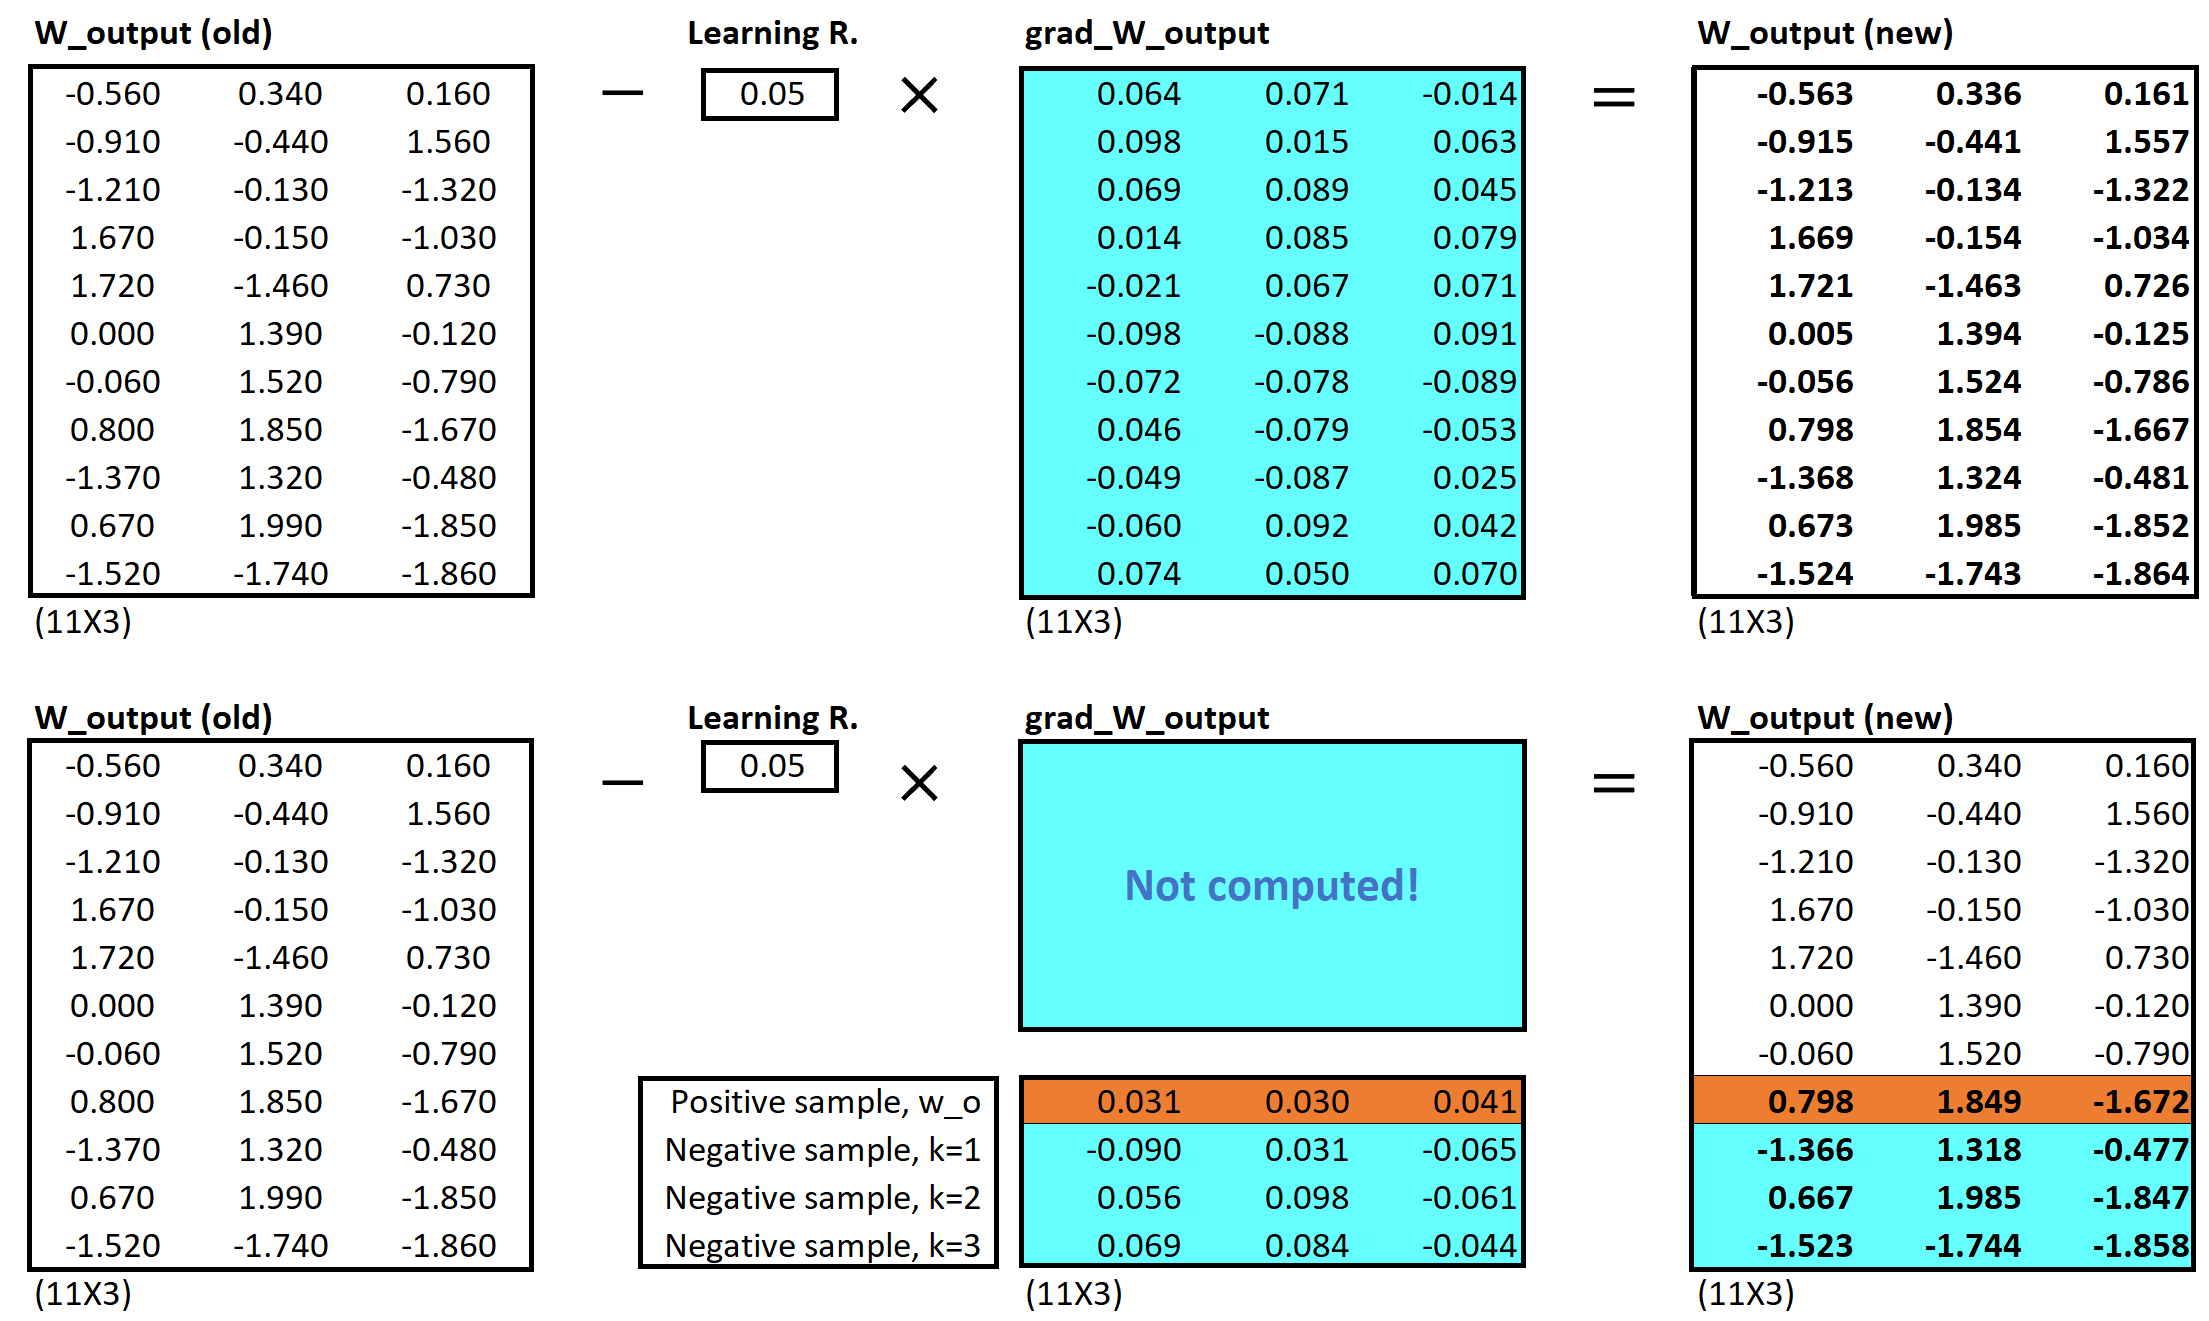 W_output (old) Learning R. grad_W_output W_output (new)
-0.560 0.340 0.160 — 0.05 × 0.064 0.071 -0.014 = -0.563 0.336 0.161
-0.910 -0.440 1.560 0.098 0.015 0.063 -0.915 -0.441 1.557
-1.210 -0.130 -1.320 0.069 0.089 0.045 -1.213 -0.134 -1.322
1.670 -0.150 -1.030 0.014 0.085 0.079 1.669 -0.154 -1.034
1.720 -1.460 0.730 -0.021 0.067 0.071 1.721 -1.463 0.726
0.000 1.390 -0.120 -0.098 -0.088 0.091 0.005 1.394 -0.125
-0.060 1.520 -0.790 -0.072 -0.078 -0.089 -0.056 1.524 -0.786
0.800 1.850 -1.670 0.046 -0.079 -0.053 0.798 1.854 -1.667
-1.370 1.320 -0.480 -0.049 -0.087 0.025 -1.368 1.324 -0.481
0.670 1.990 -1.850 -0.060 0.092 0.042 0.673 1.985 -1.852
-1.520 -1.740 -1.860 0.074 0.050 0.070 -1.524 -1.743 -1.864
(11X3) (11X3) (11X3)
W_output (old) Learning R. grad_W_output W_output (new)
-0.560 0.340 0.160 — 0.05 × = -0.560 0.340 0.160
-0.910 -0.440 1.560 -0.910 -0.440 1.560
-1.210 -0.130 -1.320 -1.210 -0.130 -1.320
1.670 -0.150 -1.030 Not computed! 1.670 -0.150 -1.030
1.720 -1.460 0.730 1.720 -1.460 0.730
0.000 1.390 -0.120 0.000 1.390 -0.120
-0.060 1.520 -0.790 -0.060 1.520 -0.790
0.800 1.850 -1.670 Positive sample, w_o 0.031 0.030 0.041 0.798 1.849 -1.672
-1.370 1.320 -0.480 Negative sample, k=1 -0.090 0.031 -0.065 -1.366 1.318 -0.477
0.670 1.990 -1.850 Negative sample, k=2 0.056 0.098 -0.061 0.667 1.985 -1.847
-1.520 -1.740 -1.860 Negative sample, k=3 0.069 0.084 -0.044 -1.523 -1.744 -1.858
(11X3) (11X3) (11X3)